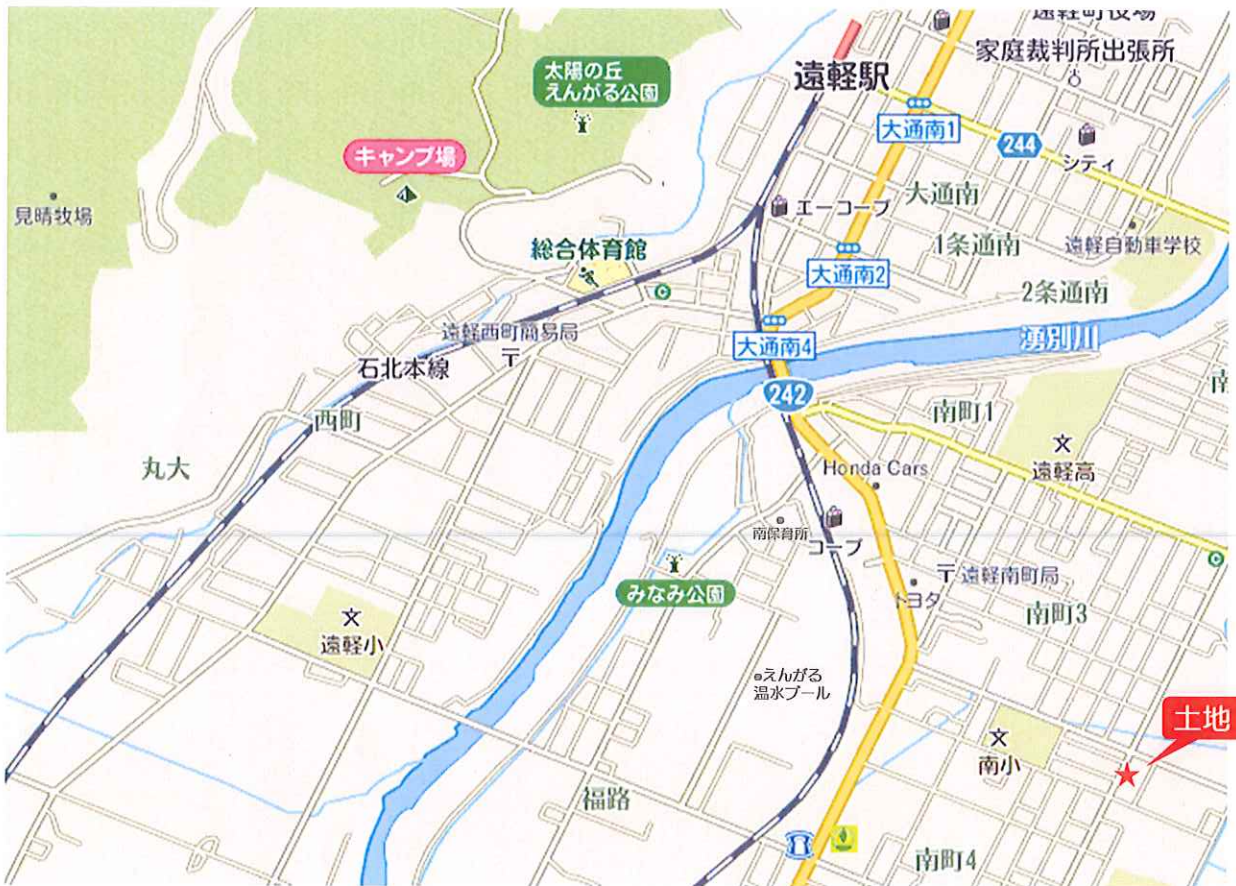 遠軽町役場
家庭裁判所出張所
太陽の丘
えんがる公園
遠軽駅
大通南1
244
シティ
キャンプ場
見晴牧場
エーコープ
大通南
1条通南
遠軽自動車学校
総合体育館
大通南2
2条通南
遠軽西町簡易局
石北本線
大通南4
湧別川
242
南
南町1
西町
丸大
Honda Cars
遠軽高
南保育所
コープ
みなみ公園
遠軽南町局
トヨタ
南町3
遠軽小
えんがる
温水プール
土地
南小
福路
南町4